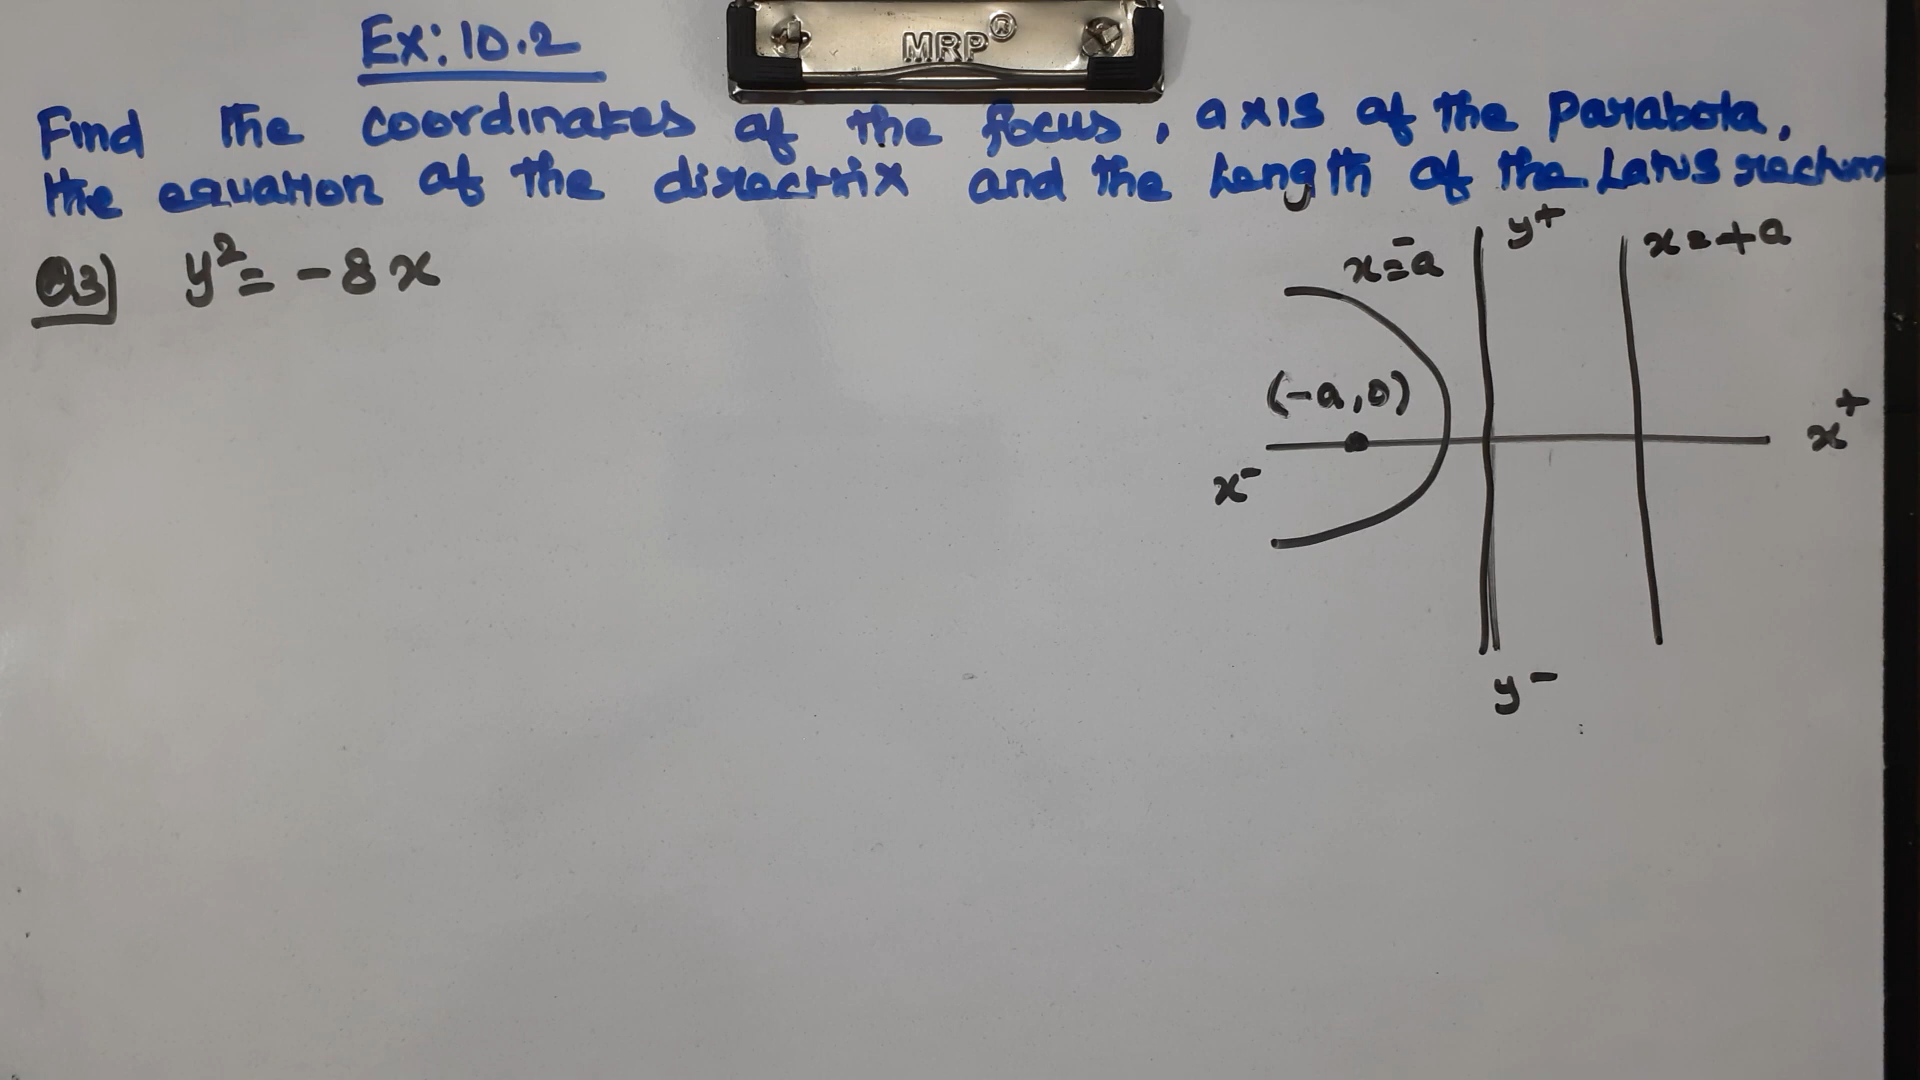 MRP®
Ex: 10.2
Find the coordinates of the focus, axis of the parabola,
the equation of the directrix and the length of the Latus rectum
Q3) y² = -8x
x=-a
y+
x=+a
(-a,0)
x+
x-
y-